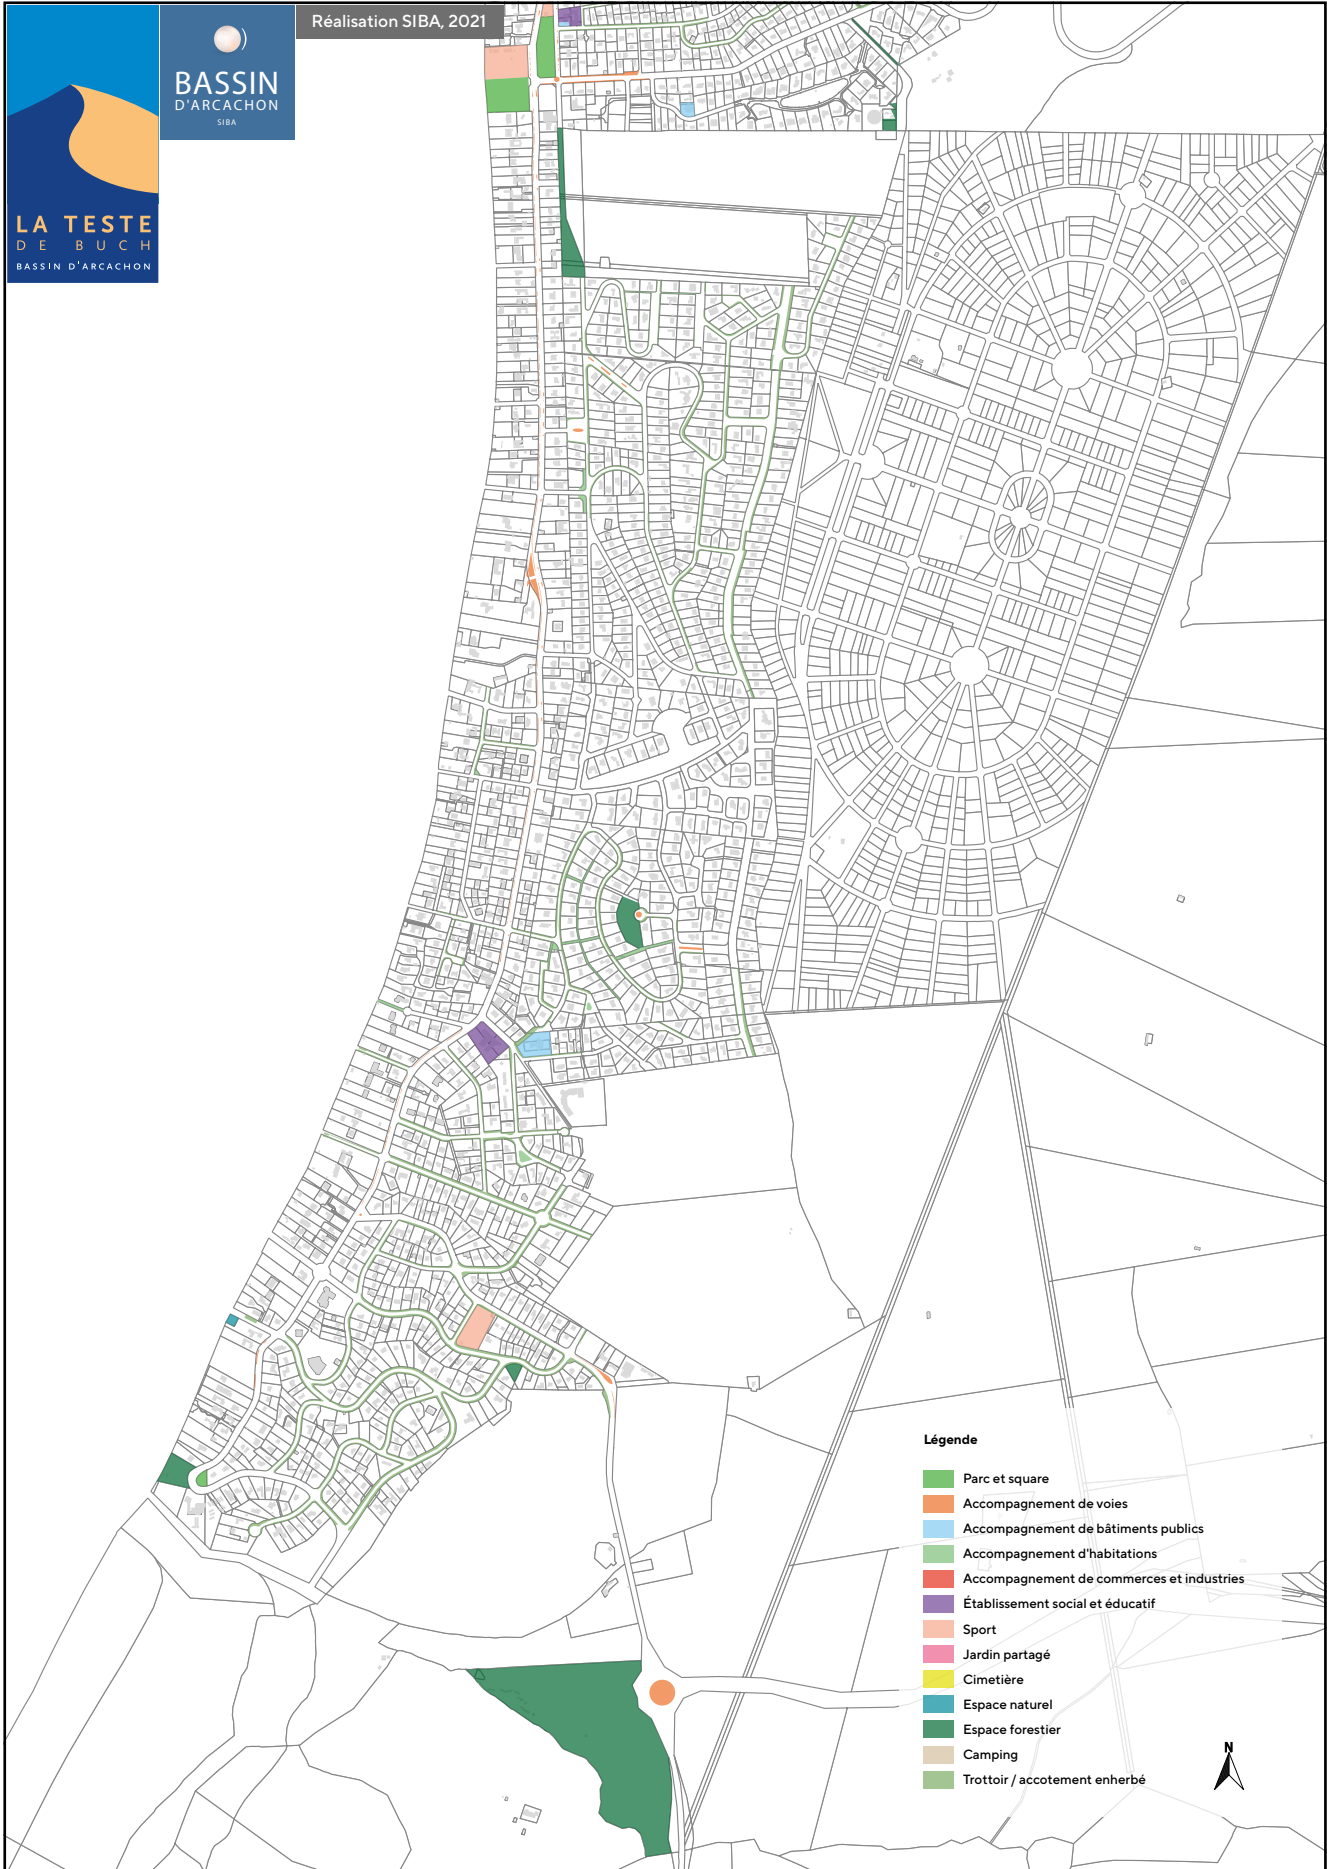 Réalisation SIBA, 2021
BASSIN
D'ARCACHON
SIBA
LA TESTE
DE BUCH
BASSIN D'ARCACHON
Légende
Parc et square
Accompagnement de voies
Accompagnement de bâtiments publics
Accompagnement d'habitations
Accompagnement de commerces et industries
Établissement social et éducatif
Sport
Jardin partagé
Cimetière
Espace naturel
Espace forestier
Camping
Trottoir / accotement enherbé
N